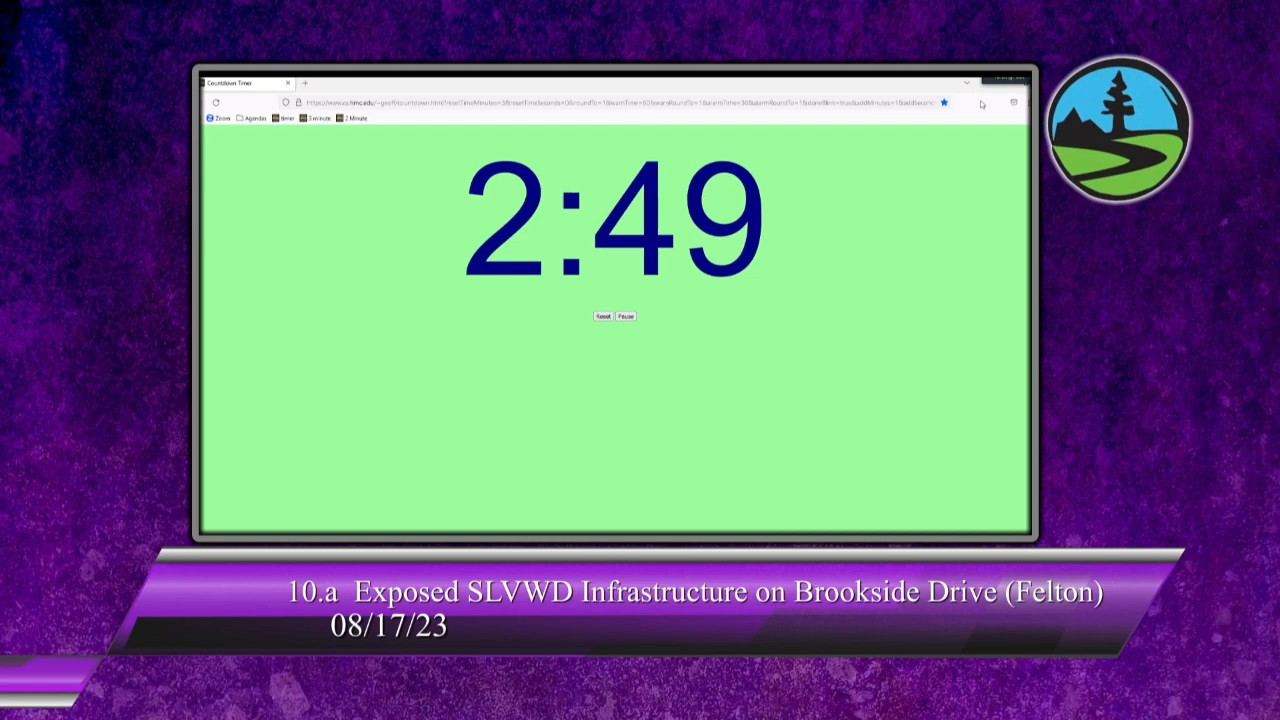 Countdown Timer
Zoom Agendas timer 3 minute 2 Minute
2:49
Reset Pause
10.a Exposed SLVWD Infrastructure on Brookside Drive (Felton)
08/17/23